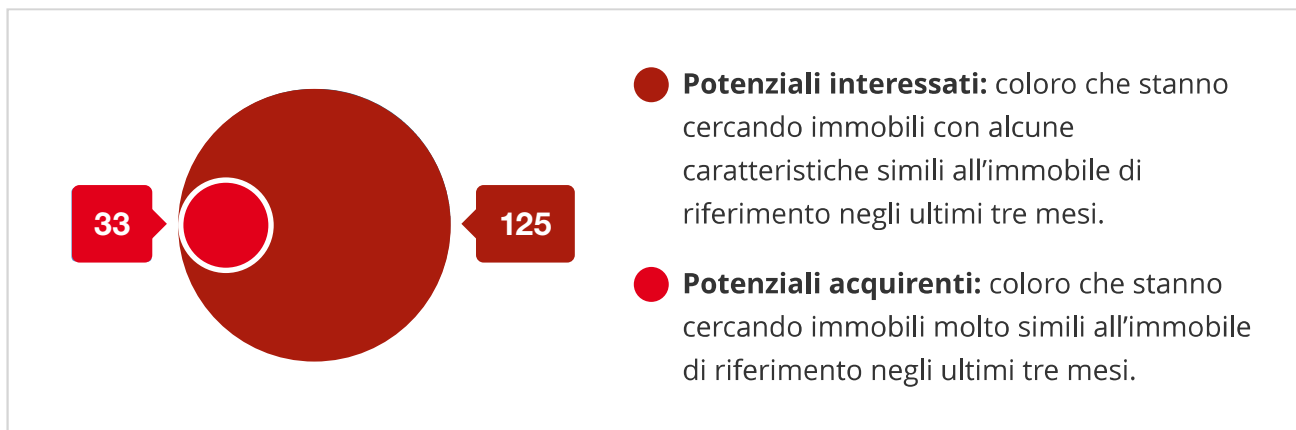 33
125
Potenziali interessati: coloro che stanno
cercando immobili con alcune
caratteristiche simili all’immobile di
riferimento negli ultimi tre mesi.
Potenziali acquirenti: coloro che stanno
cercando immobili molto simili all’immobile
di riferimento negli ultimi tre mesi.